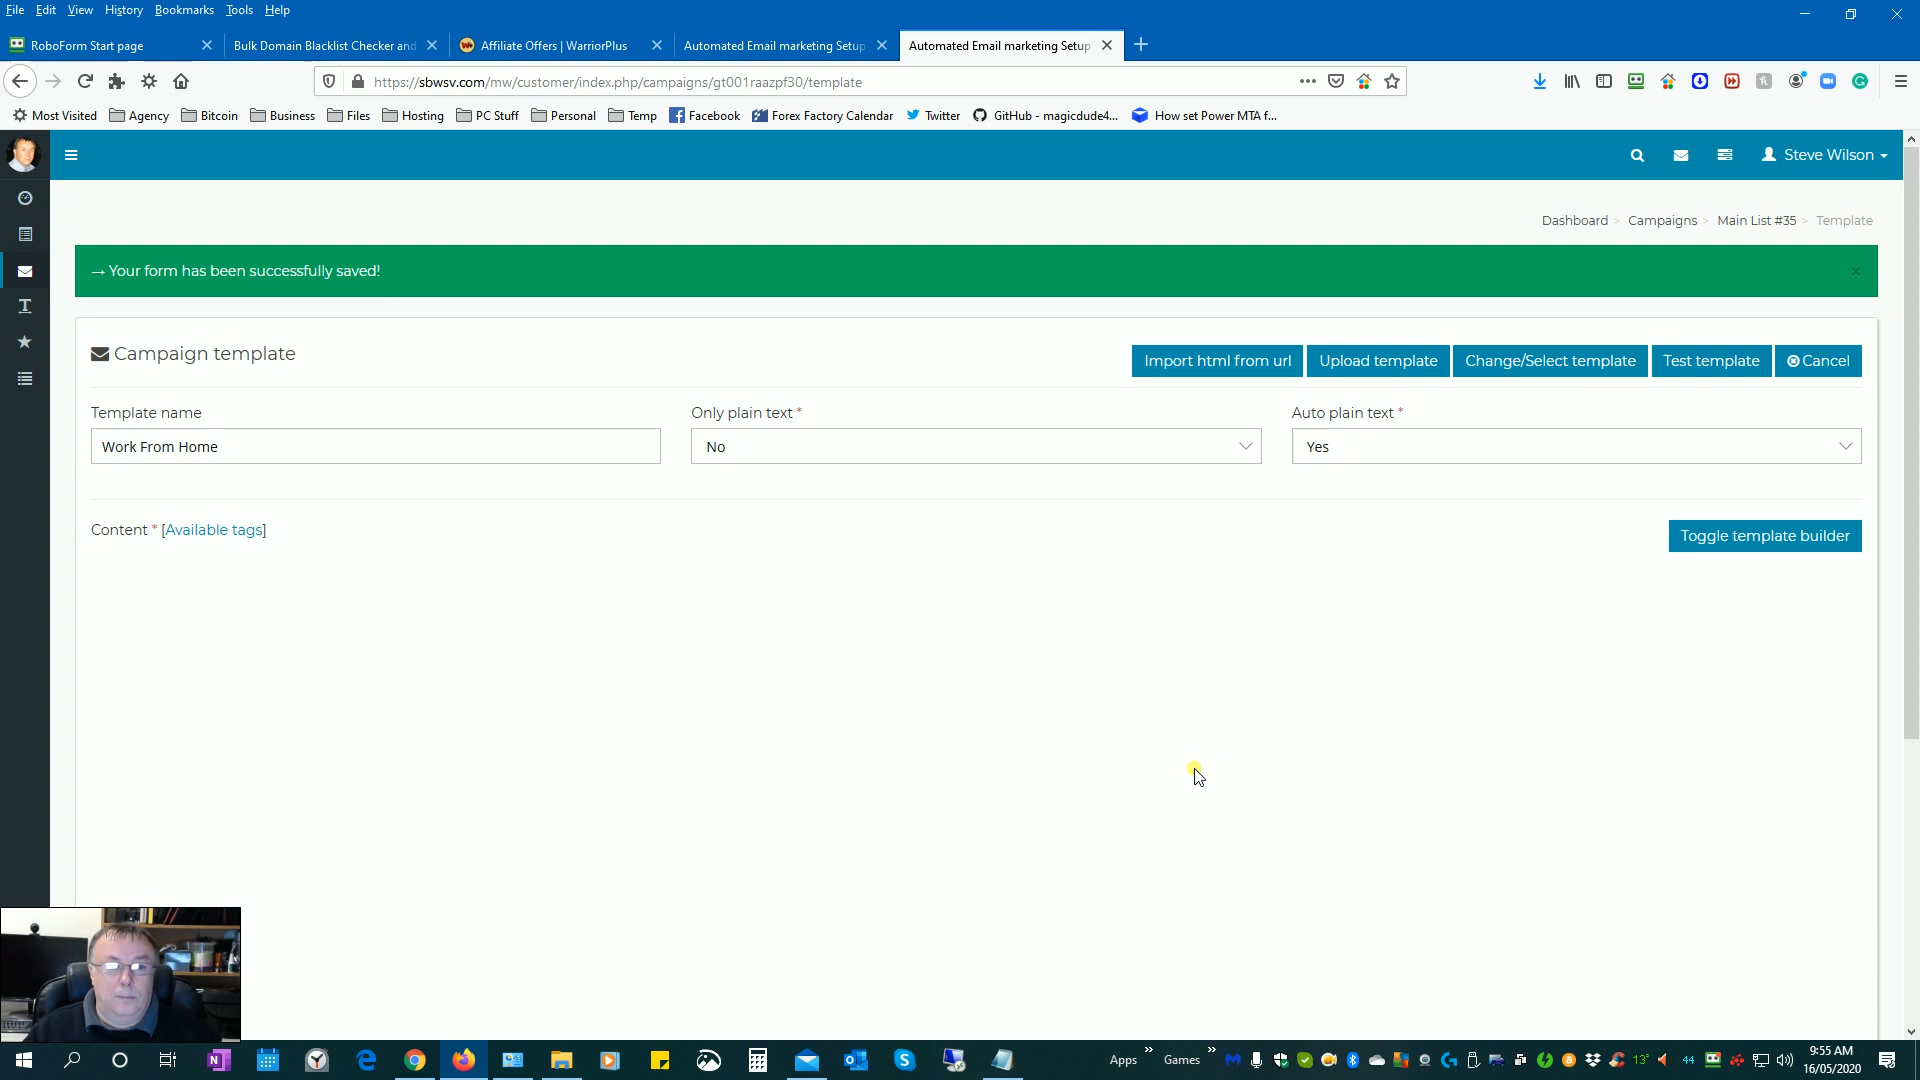 File Edit View History Bookmarks Tools Help
RoboForm Start page
Bulk Domain Blacklist Checker and
Affiliate Offers | WarriorPlus
Automated Email marketing Setup
Automated Email marketing Setup
https://sbwsv.com/mw/customer/index.php/campaigns/gt001raazpf30/template
Most Visited Agency Bitcoin Business Files Hosting PC Stuff Personal Temp Facebook Forex Factory Calendar Twitter GitHub - magicdude4... How set Power MTA f...
Steve Wilson
Dashboard Campaigns Main List #35 Template
→ Your form has been successfully saved!
Campaign template
Import html from url
Upload template
Change/Select template
Test template
Cancel
Template name
Only plain text *
Auto plain text *
Work From Home
No
Yes
Content * [Available tags]
Toggle template builder
Apps
Games
13°
44
9:55 AM
16/05/2020